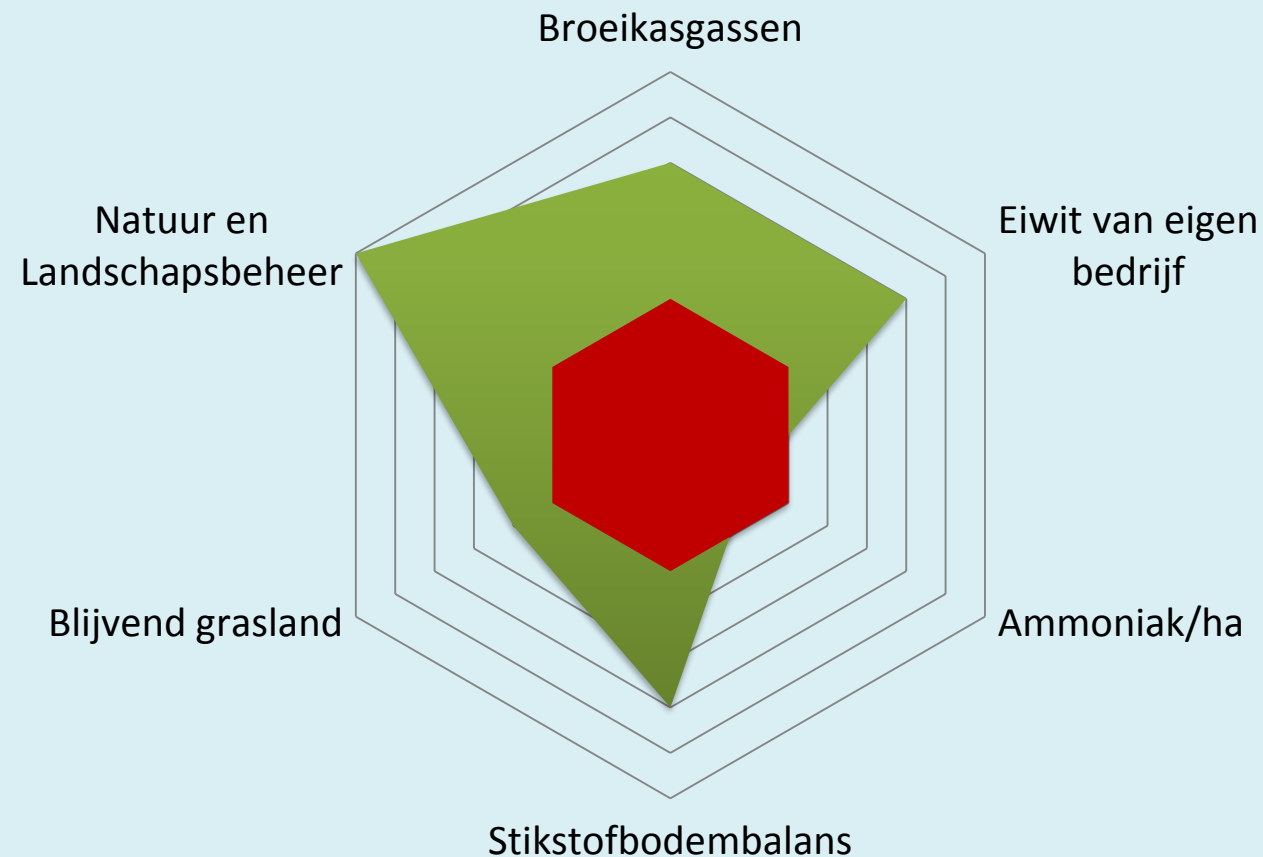 Broeikasgassen
Eiwit van eigen
bedrijf
Ammoniak/ha
Stikstofbodembalans
Blijvend grasland
Natuur en
Landschapsbeheer